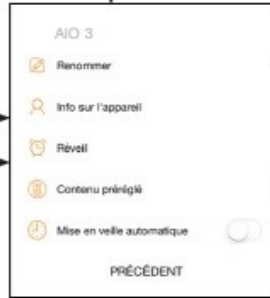 AIO 3
Renommer
Info sur l'appareil
Réveil
Contenu préréglé
Mise en veille automatique
PRÉCÉDENT